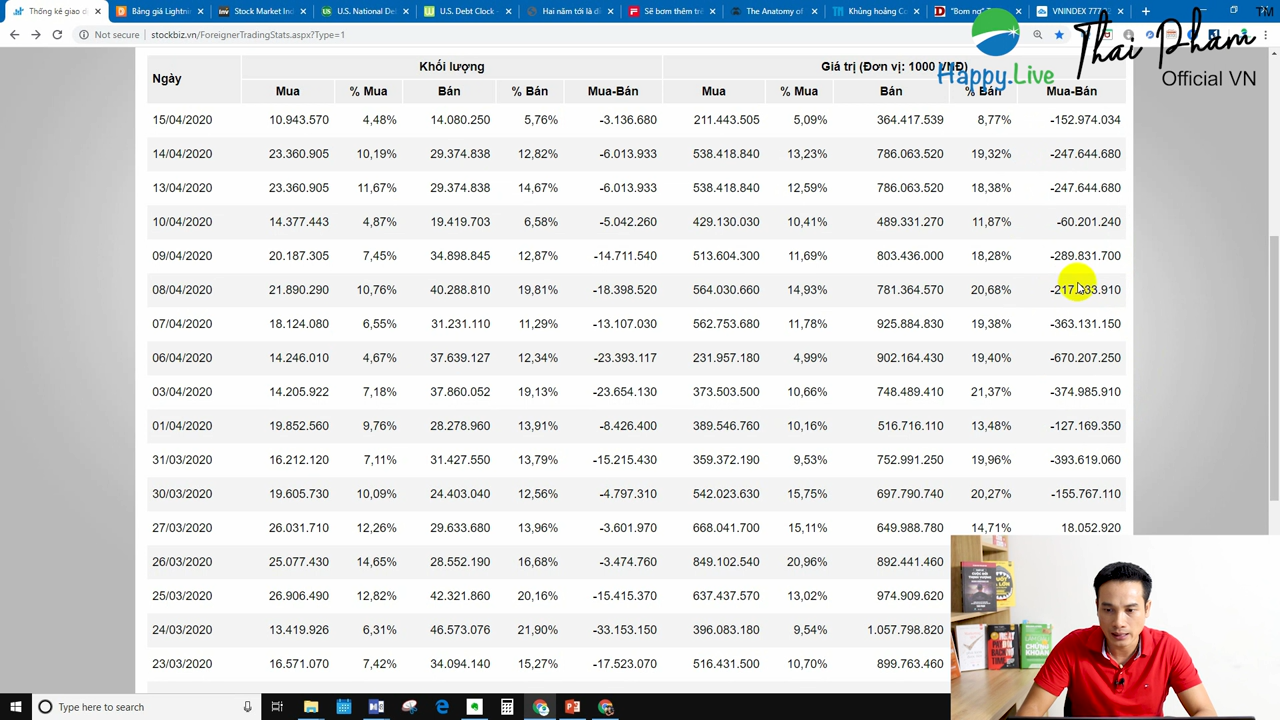 Thống kê giao d
Bảng giá Lightni
Stock Market Ind
U.S. National De
U.S. Debt Clock -
Hai năm tới là đ
Sẽ bơm thêm tr
The Anatomy of
Khủng hoảng Co
"Bom nợ"
VNINDEX 777
Not secure
stockbiz.vn/ForeignerTradingStats.aspx?Type=1
Thai Pham
TM
Happy.Live
Official VN
Ngày Khối lượng Giá trị (Đơn vị: 1000 VNĐ)
Mua % Mua Bán % Bán Mua-Bán Mua % Mua Bán % Bán Mua-Bán
15/04/2020 10.943.570 4,48% 14.080.250 5,76% -3.136.680 211.443.505 5,09% 364.417.539 8,77% -152.974.034
14/04/2020 23.360.905 10,19% 29.374.838 12,82% -6.013.933 538.418.840 13,23% 786.063.520 19,32% -247.644.680
13/04/2020 23.360.905 11,67% 29.374.838 14,67% -6.013.933 538.418.840 12,59% 786.063.520 18,38% -247.644.680
10/04/2020 14.377.443 4,87% 19.419.703 6,58% -5.042.260 429.130.030 10,41% 489.331.270 11,87% -60.201.240
09/04/2020 20.187.305 7,45% 34.898.845 12,87% -14.711.540 513.604.300 11,69% 803.436.000 18,28% -289.831.700
08/04/2020 21.890.290 10,76% 40.288.810 19,81% -18.398.520 564.030.660 14,93% 781.364.570 20,68% -217.333.910
07/04/2020 18.124.080 6,55% 31.231.110 11,29% -13.107.030 562.753.680 11,78% 925.884.830 19,38% -363.131.150
06/04/2020 14.246.010 4,67% 37.639.127 12,34% -23.393.117 231.957.180 4,99% 902.164.430 19,40% -670.207.250
03/04/2020 14.205.922 7,18% 37.860.052 19,13% -23.654.130 373.503.500 10,66% 748.489.410 21,37% -374.985.910
01/04/2020 19.852.560 9,76% 28.278.960 13,91% -8.426.400 389.546.760 10,16% 516.716.110 13,48% -127.169.350
31/03/2020 16.212.120 7,11% 31.427.550 13,79% -15.215.430 359.372.190 9,53% 752.991.250 19,96% -393.619.060
30/03/2020 19.605.730 10,09% 24.403.040 12,56% -4.797.310 542.023.630 15,75% 697.790.740 20,27% -155.767.110
27/03/2020 26.031.710 12,26% 29.633.680 13,96% -3.601.970 668.041.700 15,11% 649.988.780 14,71% 18.052.920
26/03/2020 25.077.430 14,65% 28.552.190 16,68% -3.474.760 849.102.540 20,96% 892.441.460
25/03/2020 26.906.490 12,82% 42.321.860 20,16% -15.415.370 637.437.570 13,02% 974.909.620
24/03/2020 13.419.926 6,31% 46.573.076 21,90% -33.153.150 396.083.180 9,54% 1.057.798.820
23/03/2020 16.571.070 7,42% 34.094.140 15,27% -17.523.070 516.431.500 10,70% 899.763.460
Type here to search